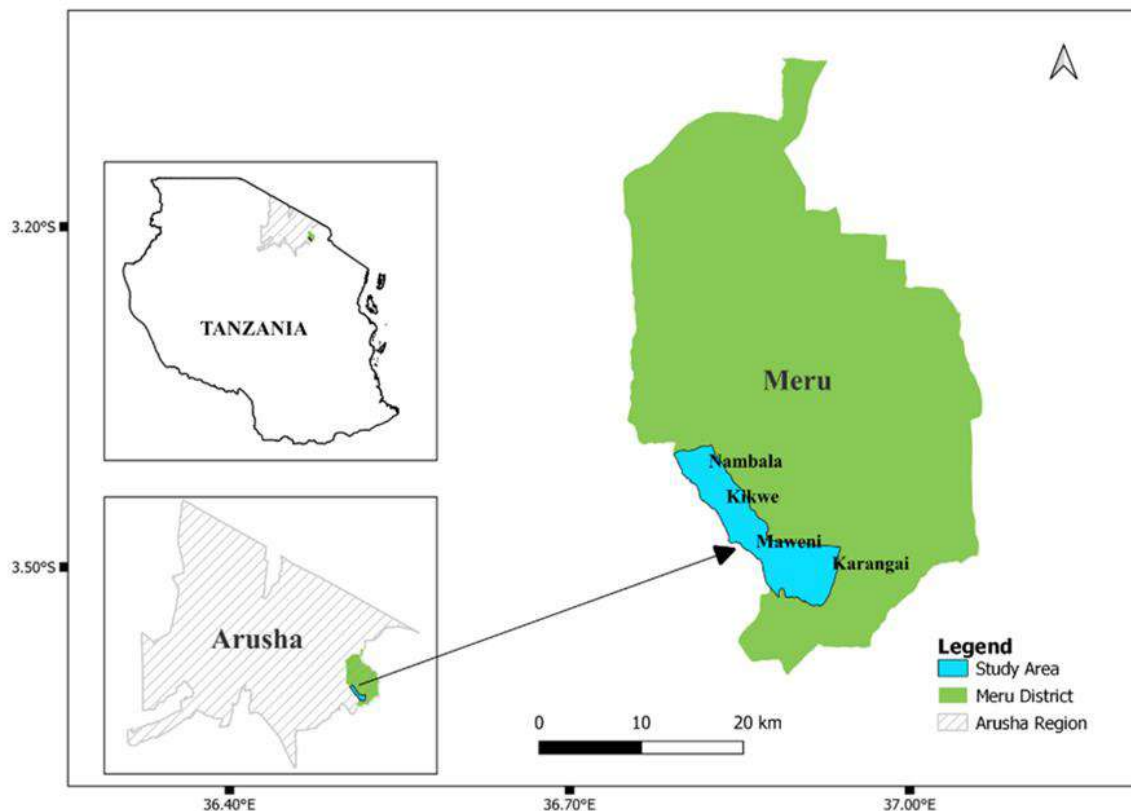 3.20°S
TANZANIA
Meru
Nambala
Kikwe
Maweni
Karangai
3.50°S
Arusha
Legend
Study Area
Meru District
Arusha Region
0 10 20 km
36.40°E 36.70°E 37.00°E